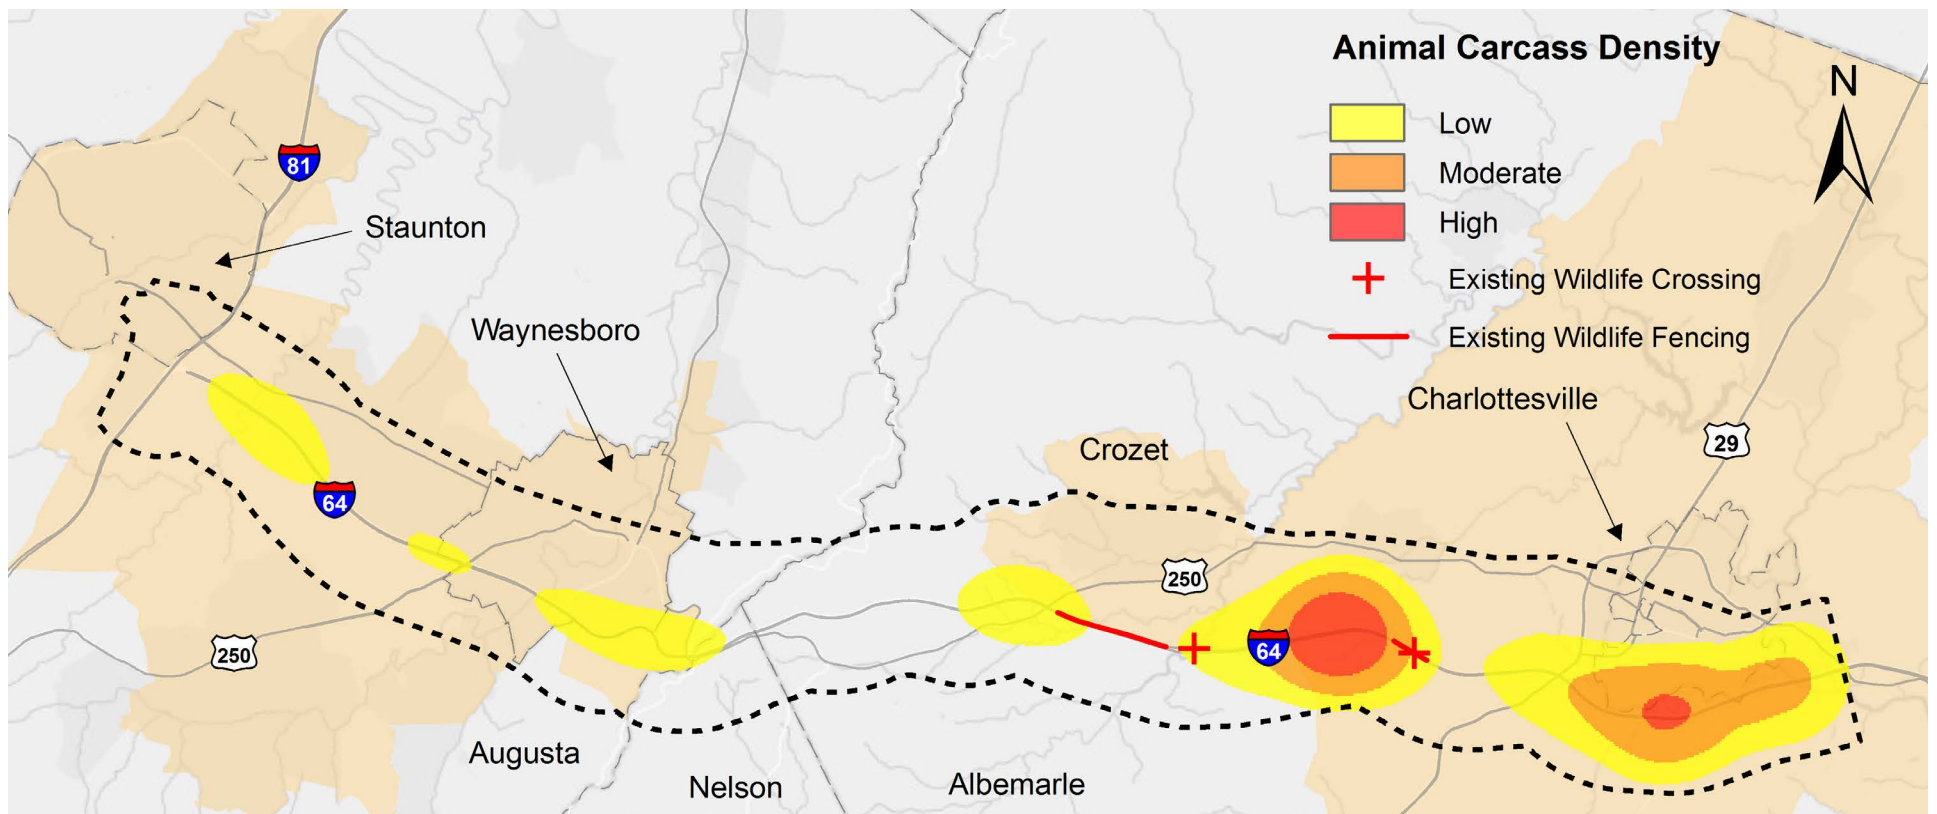 Animal Carcass Density
N
Low
Moderate
High
Existing Wildlife Crossing
Existing Wildlife Fencing
81
Staunton
Waynesboro
Charlottesville
29
Crozet
64
250
250
64
Augusta
Nelson
Albemarle